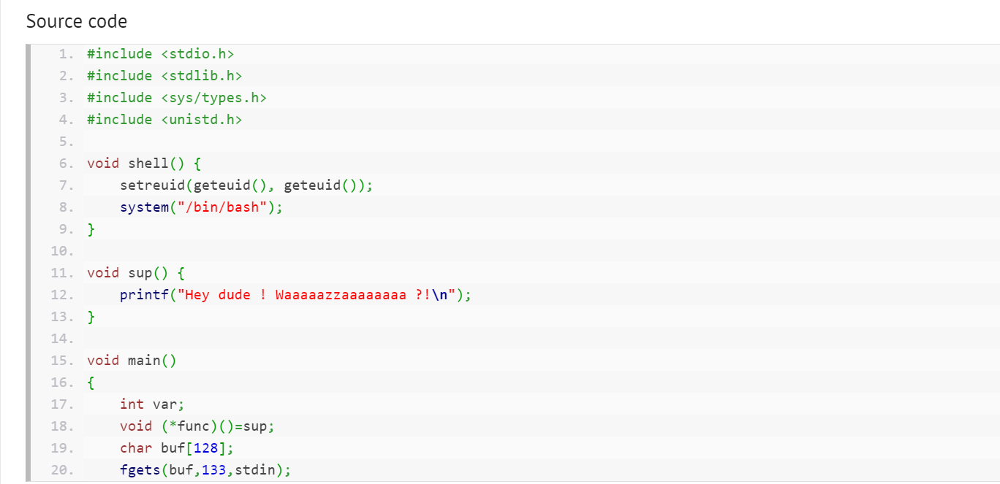 Source code
1. #include <stdio.h>
2. #include <stdlib.h>
3. #include <sys/types.h>
4. #include <unistd.h>
5.
6. void shell() {
7.     setreuid(geteuid(), geteuid());
8.     system("/bin/bash");
9. }
10.
11. void sup() {
12.     printf("Hey dude ! Waaaaazzaaaaaaaa ?!\n");
13. }
14.
15. void main()
16. {
17.     int var;
18.     void (*func)()=sup;
19.     char buf[128];
20.     fgets(buf,133,stdin);